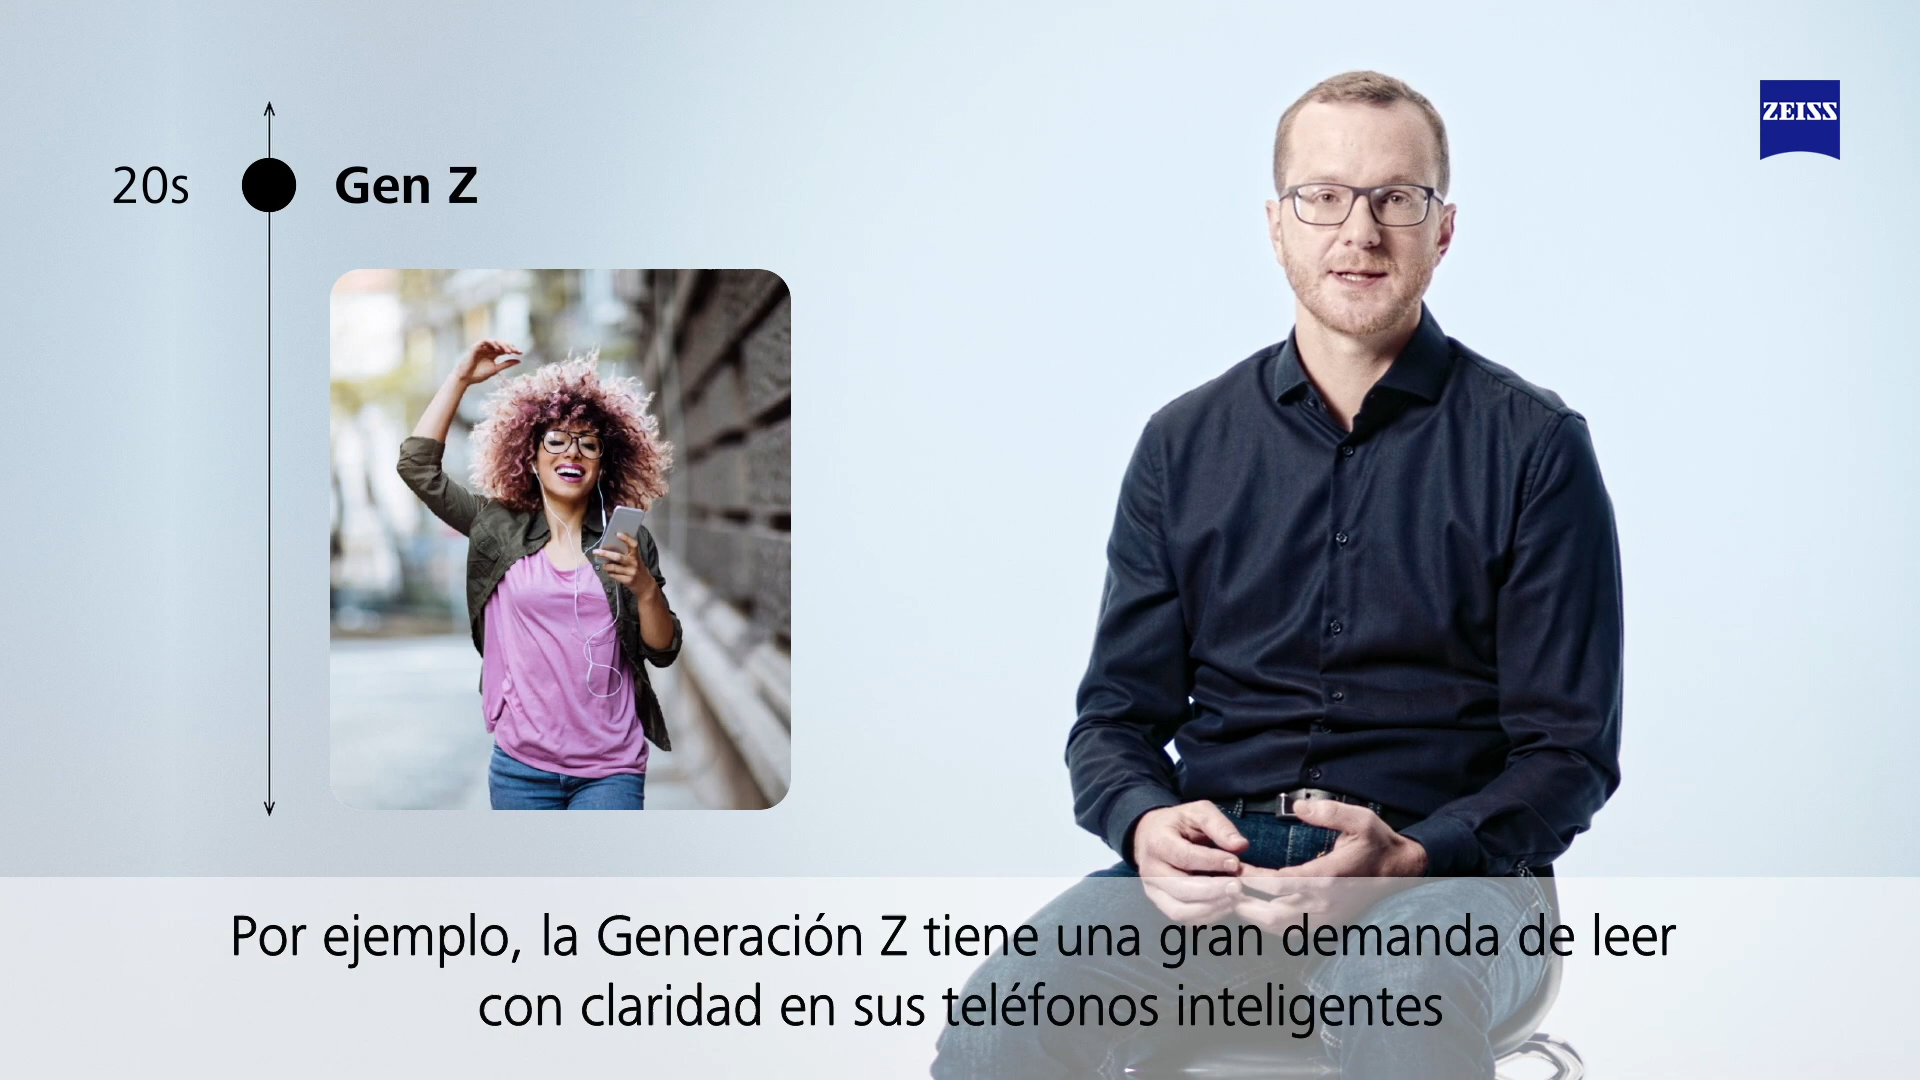 ZEISS
20s Gen Z
Por ejemplo, la Generación Z tiene una gran demanda de leer
con claridad en sus teléfonos inteligentes